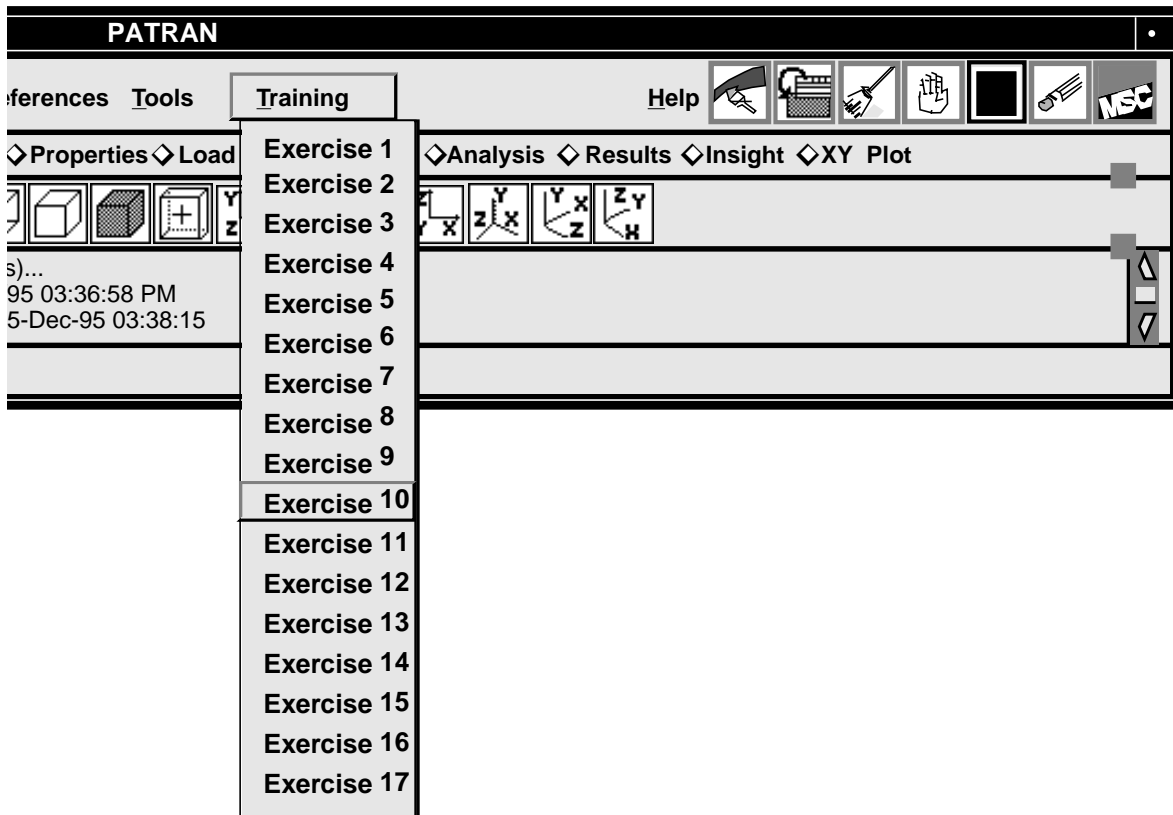 PATRAN
ferences Tools Training Help MSC
Properties Load Analysis Results Insight XY Plot
Exercise 1
Exercise 2
Exercise 3
Exercise 4
Exercise 5
Exercise 6
Exercise 7
Exercise 8
Exercise 9
Exercise 10
Exercise 11
Exercise 12
Exercise 13
Exercise 14
Exercise 15
Exercise 16
Exercise 17
Y Z Z Y X Y Z X Y X Z Z Y X
s)...
95 03:36:58 PM
5-Dec-95 03:38:15